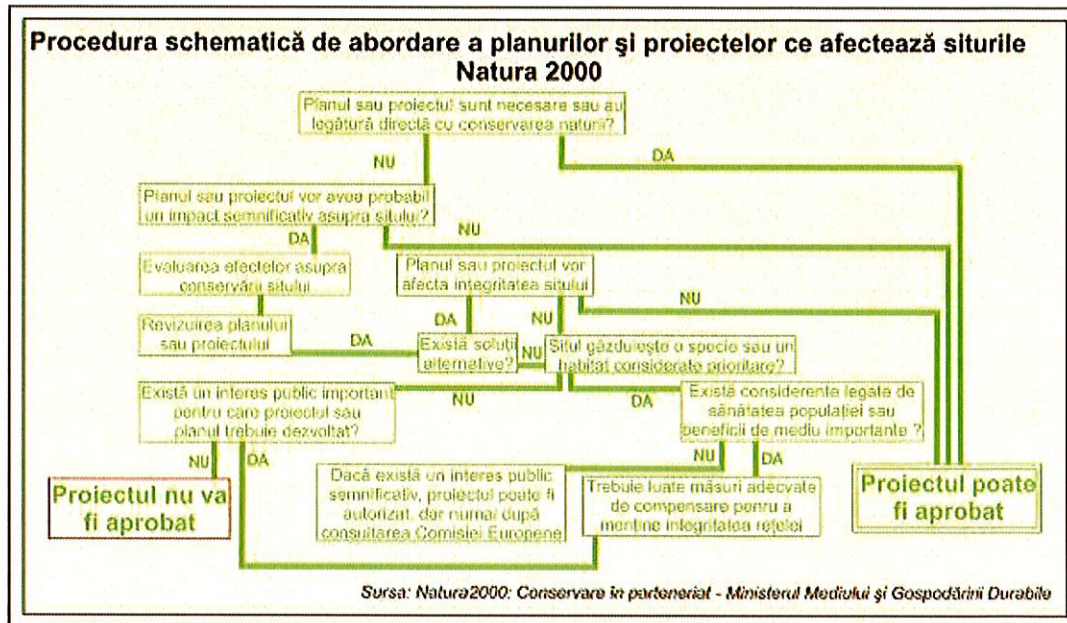 Procedura schematică de abordare a planurilor şi proiectelor ce afectează siturile
Natura 2000
Planul sau proiectul sunt necesare sau au
legătură directă cu conservarea naturii?
NU
DA
Planul sau proiectul vor avea probabil
un impact semnificativ asupra sitului?
DA
NU
Evaluarea efectelor asupra
conservării sitului
Planul sau proiectul vor
afecta integritatea sitului
NU
Revizuirea planului
sau proiectului
DA
DA
NU
Există soluţii
alternative?
NU
Situl găzduieşte o specie sau un
habitat considerate prioritare?
Există un interes public important
pentru care proiectul sau
planul trebuie dezvoltat?
NU
DA
Există considerente legate de
sănătatea populaţiei sau
beneficii de mediu importante ?
NU
DA
NU
DA
Proiectul nu va
fi aprobat
Dacă există un interes public
semnificativ, proiectul poate fi
autorizat, dar numai după
consultarea Comisiei Europene
Trebuie luate măsuri adecvate
de compensare penru a
menţine integritatea reţelei
Proiectul poate
fi aprobat
Sursa: Natura2000: Conservare în parteneriat - Ministerul Mediului şi Gospodăririi Durabile